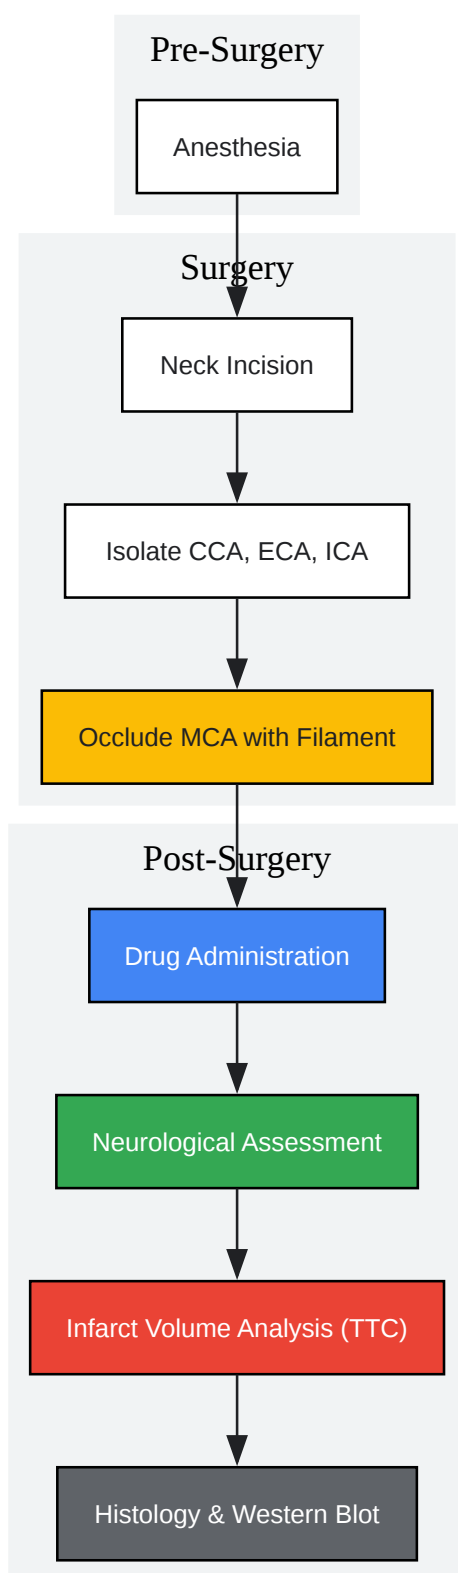 Pre-Surgery
Anesthesia
Surgery
Neck Incision
Isolate CCA, ECA, ICA
Occlude MCA with Filament
Post-Surgery
Drug Administration
Neurological Assessment
Infarct Volume Analysis (TTC)
Histology & Western Blot